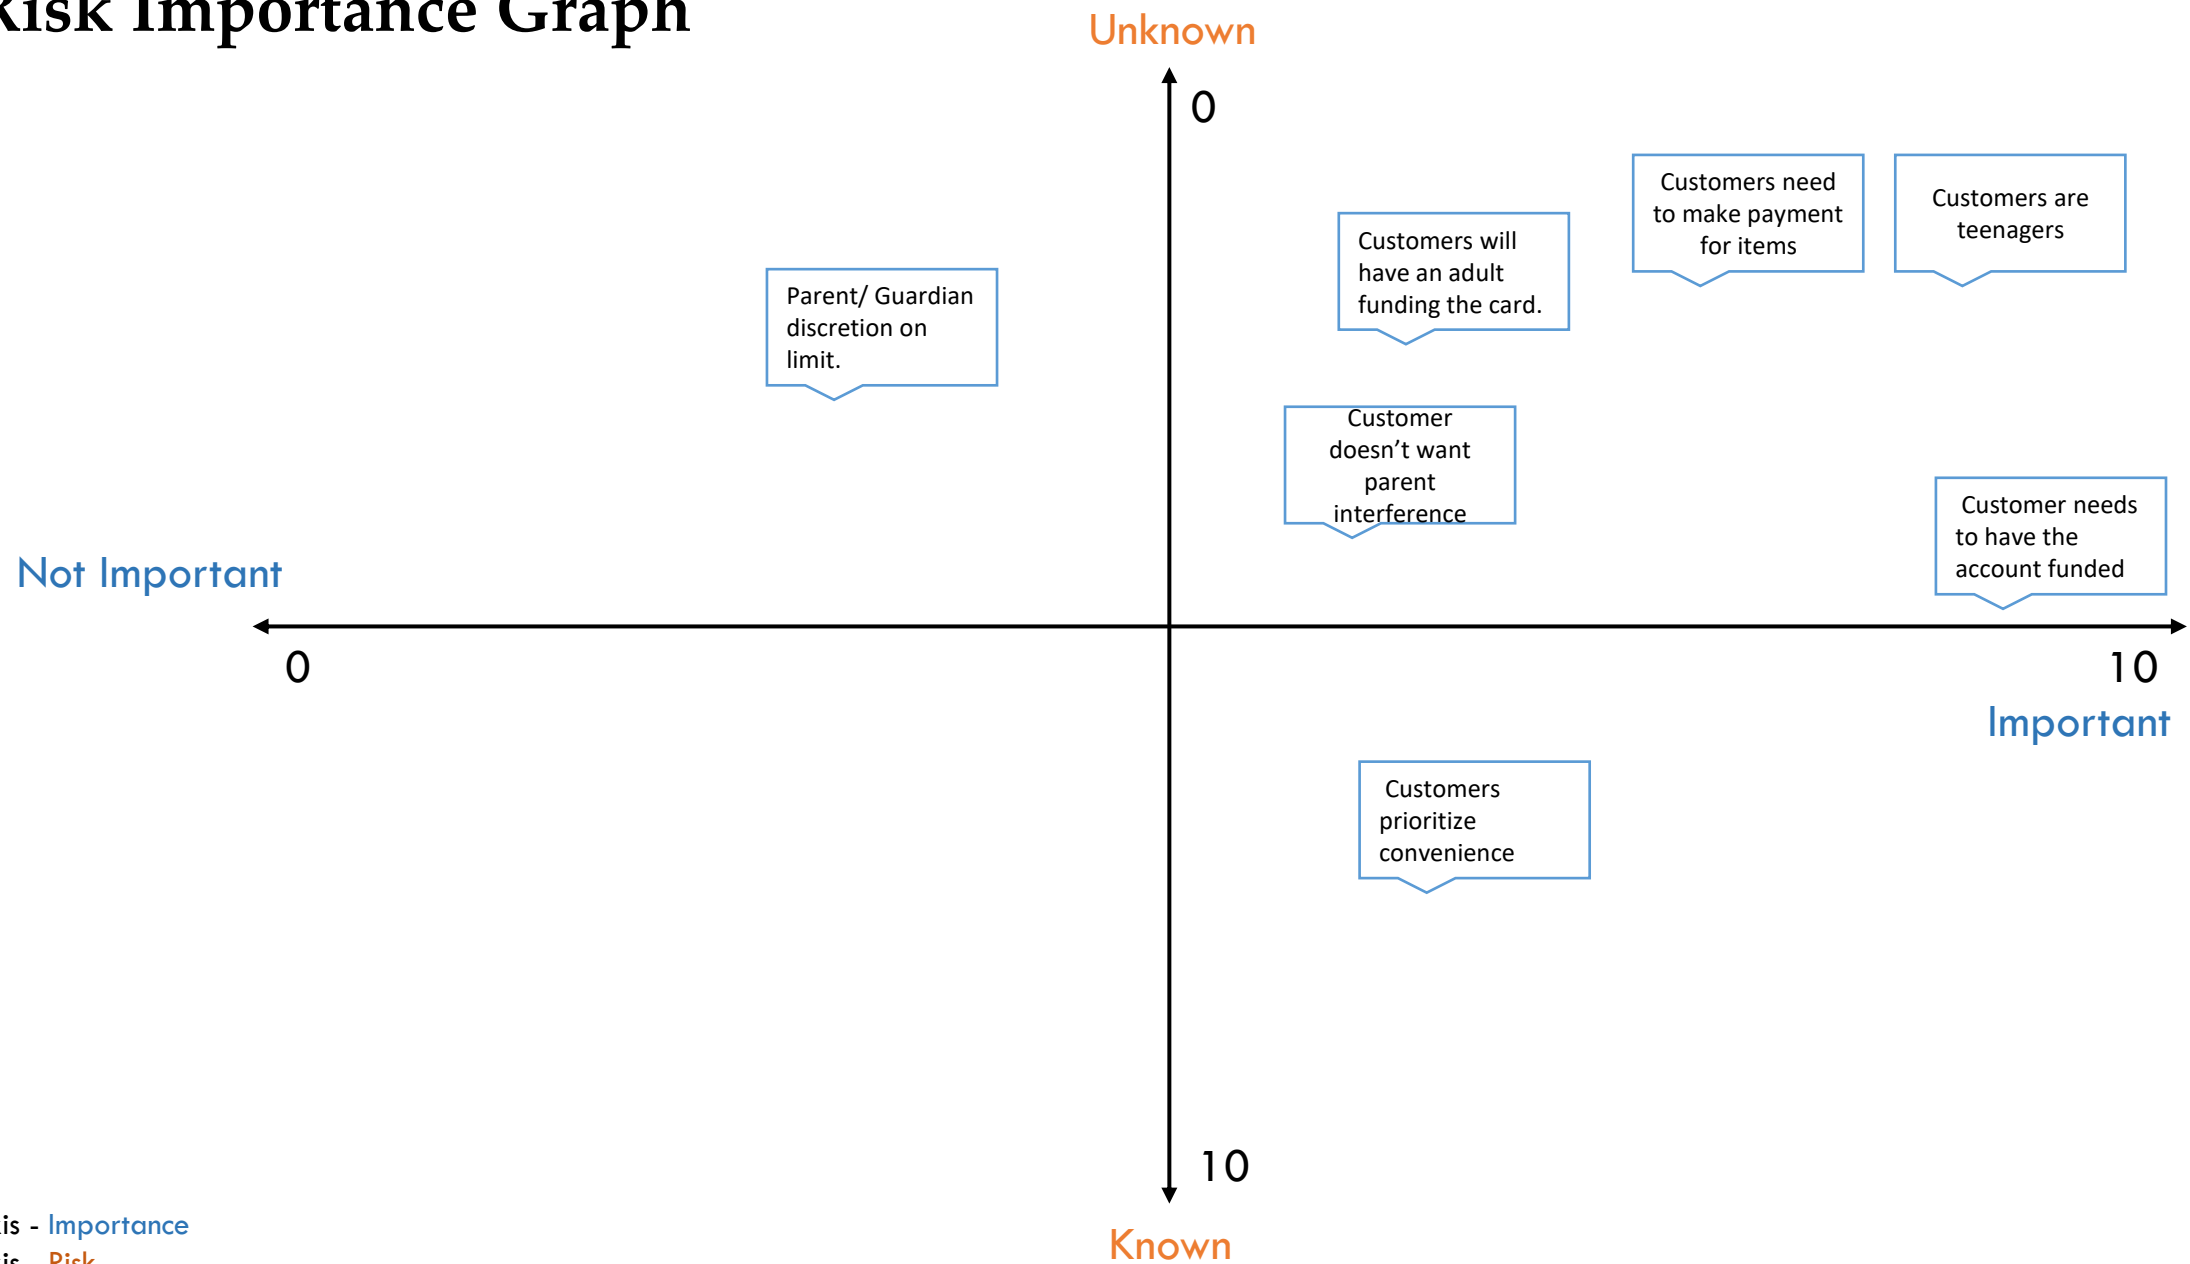 Risk Importance Graph
Unknown
0
Customers need
to make payment
for items
Customers are
teenagers
Customers will
have an adult
funding the card.
Parent/ Guardian
discretion on
limit.
Customer
doesn’t want
parent
interference
Customer needs
to have the
account funded
Not Important
0
10
Important
Customers
prioritize
convenience
10
Known
- Importance
- Risk